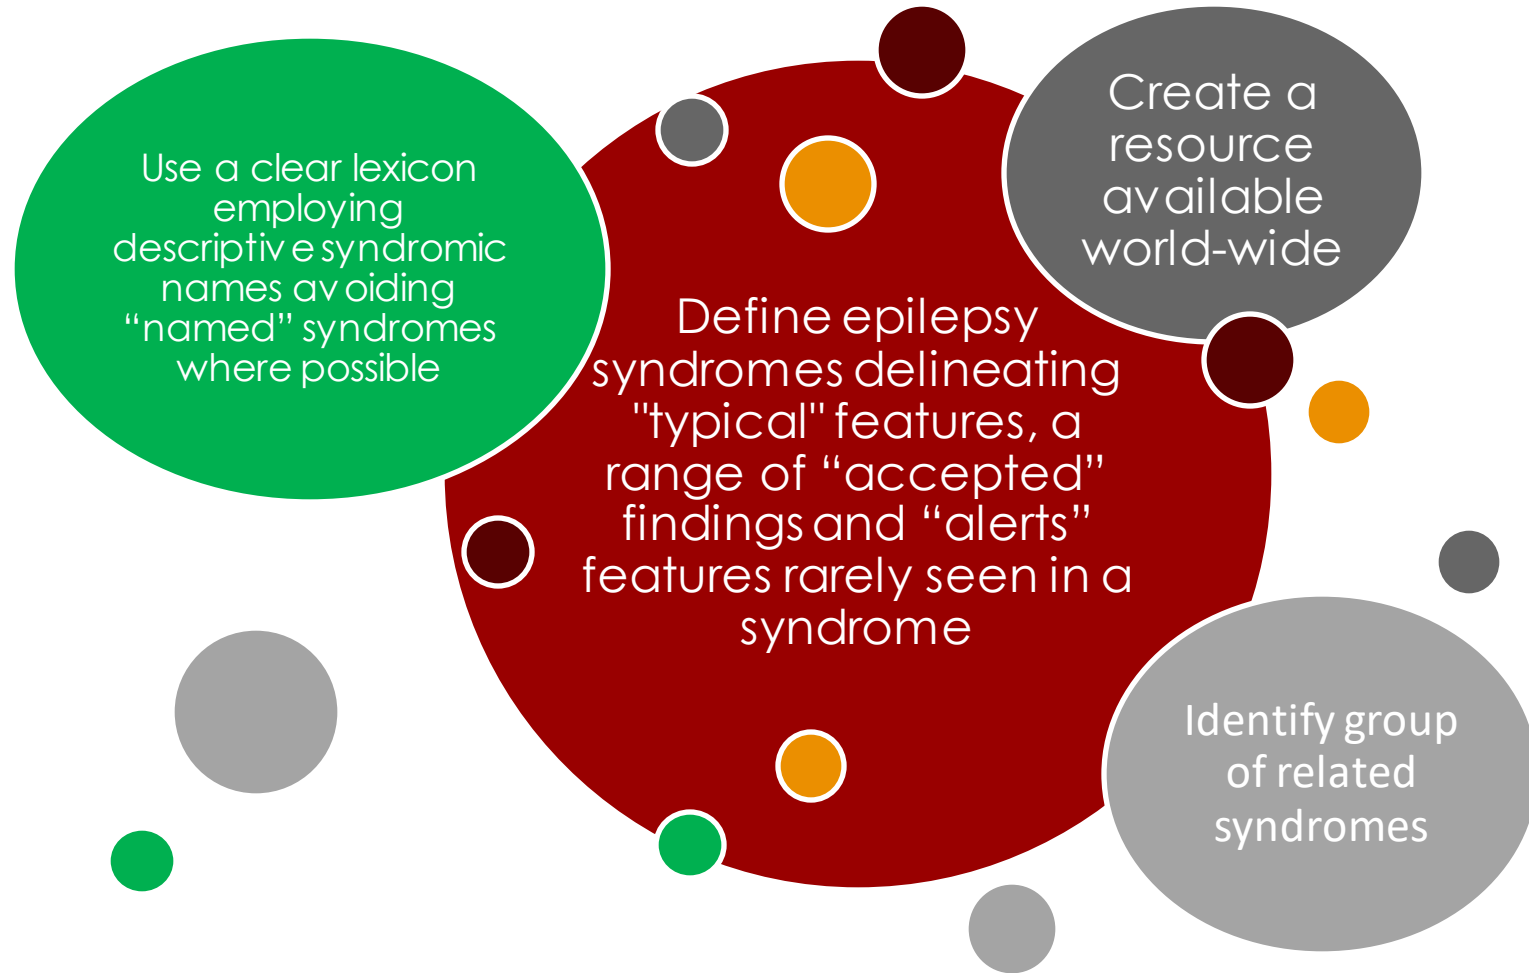 Use a clear lexicon
employing
descriptive syndromic
names avoiding
“named” syndromes
where possible
Create a
resource
available
world-wide
Define epilepsy
syndromes delineating
"typical" features, a
range of “accepted”
findings and “alerts”
features rarely seen in a
syndrome
Identify group
of related
syndromes